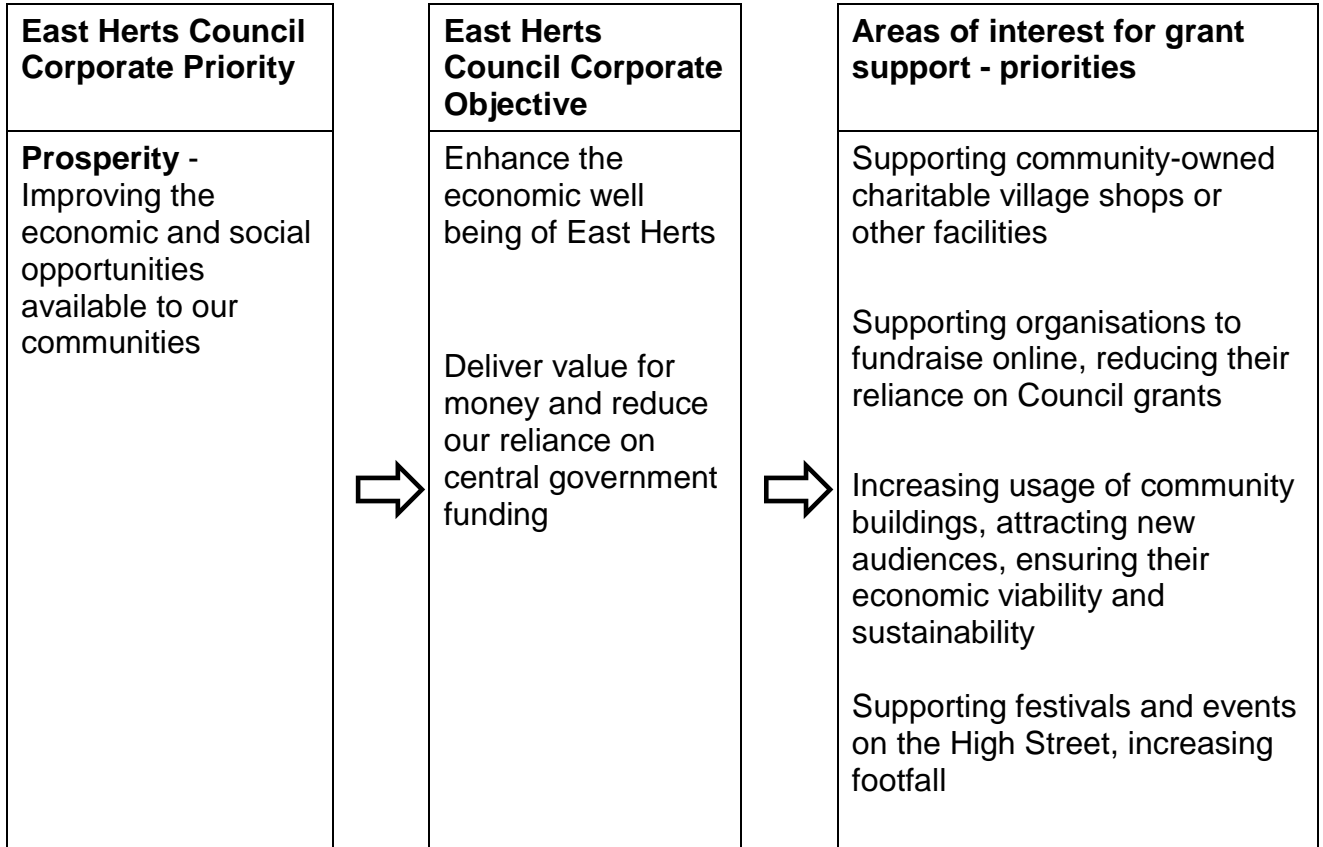 East Herts Council
Corporate Priority
East Herts
Council Corporate
Objective
Areas of interest for grant
support - priorities
Prosperity -
Improving the
economic and social
opportunities
available to our
communities
Enhance the
economic well
being of East Herts
Deliver value for
money and reduce
our reliance on
central government
funding
Supporting community-owned
charitable village shops or
other facilities
Supporting organisations to
fundraise online, reducing their
reliance on Council grants
Increasing usage of community
buildings, attracting new
audiences, ensuring their
economic viability and
sustainability
Supporting festivals and events
on the High Street, increasing
footfall